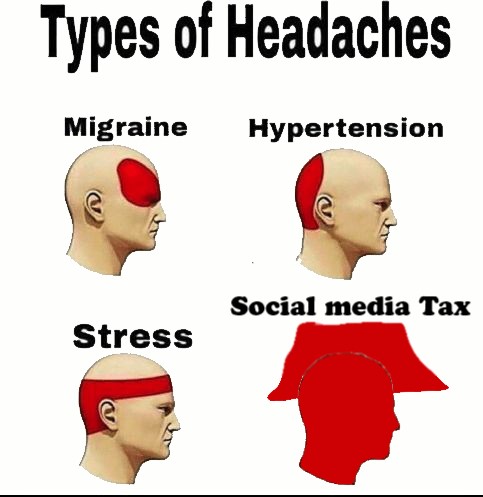 Types of Headaches
Migraine
Hypertension
Stress
Social media Tax